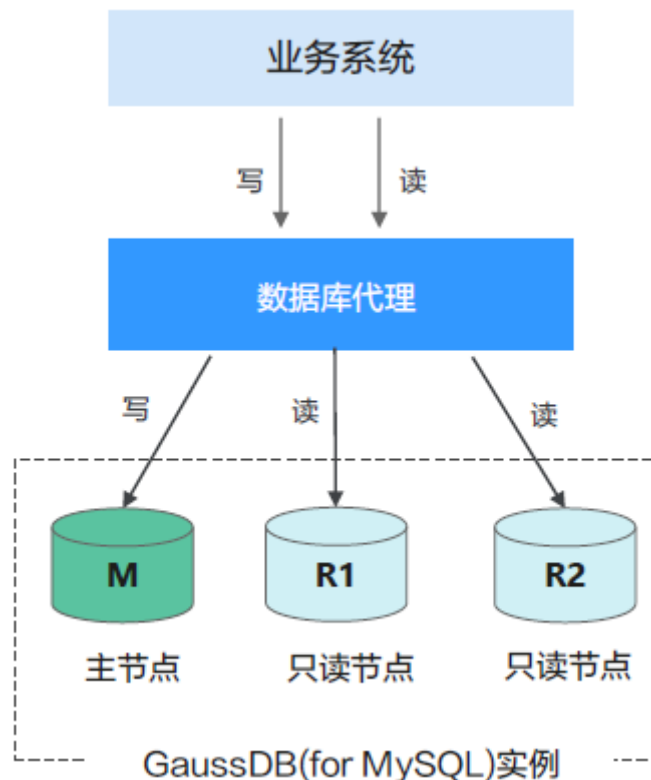 业务系统
写 读
数据库代理
写 读 读
M R1 R2
主节点 只读节点 只读节点
GaussDB(for MySQL)实例